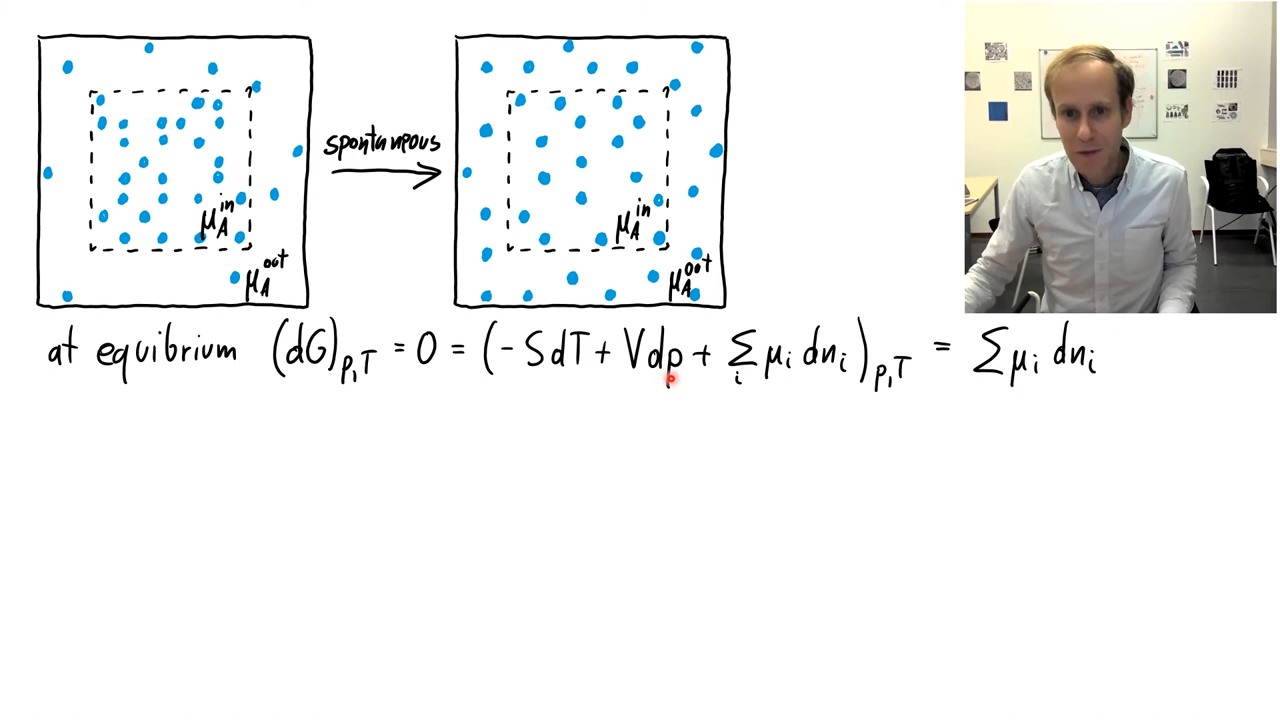 spontaneous
μ_A^in
μ_A^out
μ_A^in
μ_A^out
at equibrium (dG)_{p,T} = 0 = (- SdT + Vdp + Σ_i μ_i dn_i)_{p,T} = Σ μ_i dn_i